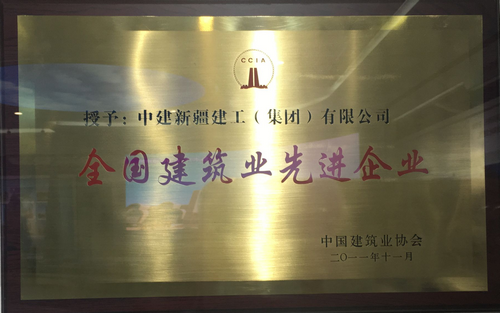 CCIA
授予：中建新疆建工（集团）有限公司
全国建筑业先进企业
中国建筑业协会
二〇一一年十一月